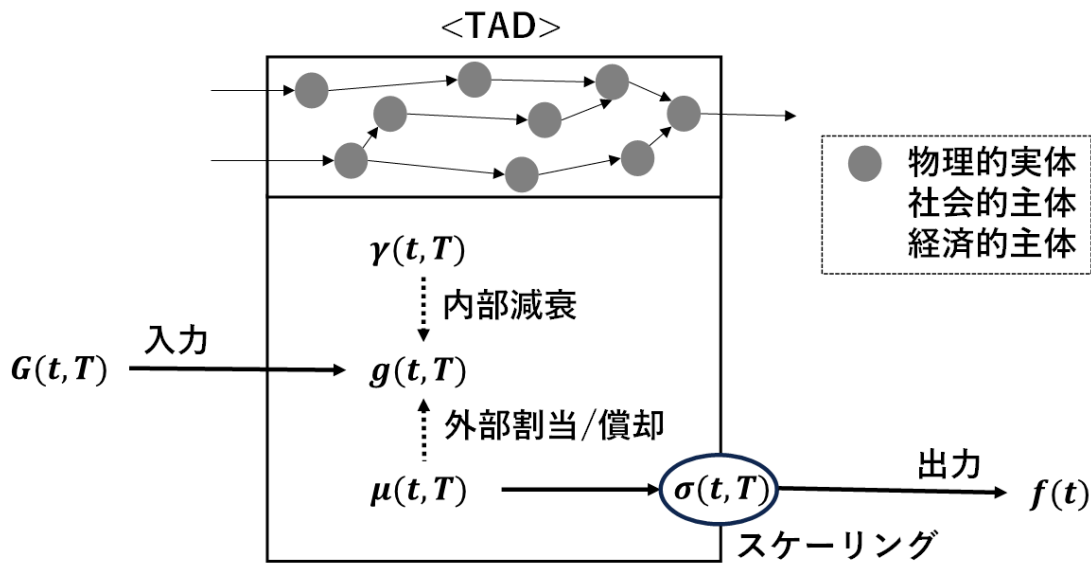 <TAD>
物理的実体
社会的主体
経済的主体
γ(t,T)
内部減衰
入力
G(t,T)
g(t,T)
外部割当/償却
μ(t,T)
σ(t,T)
出力
f(t)
スケーリング